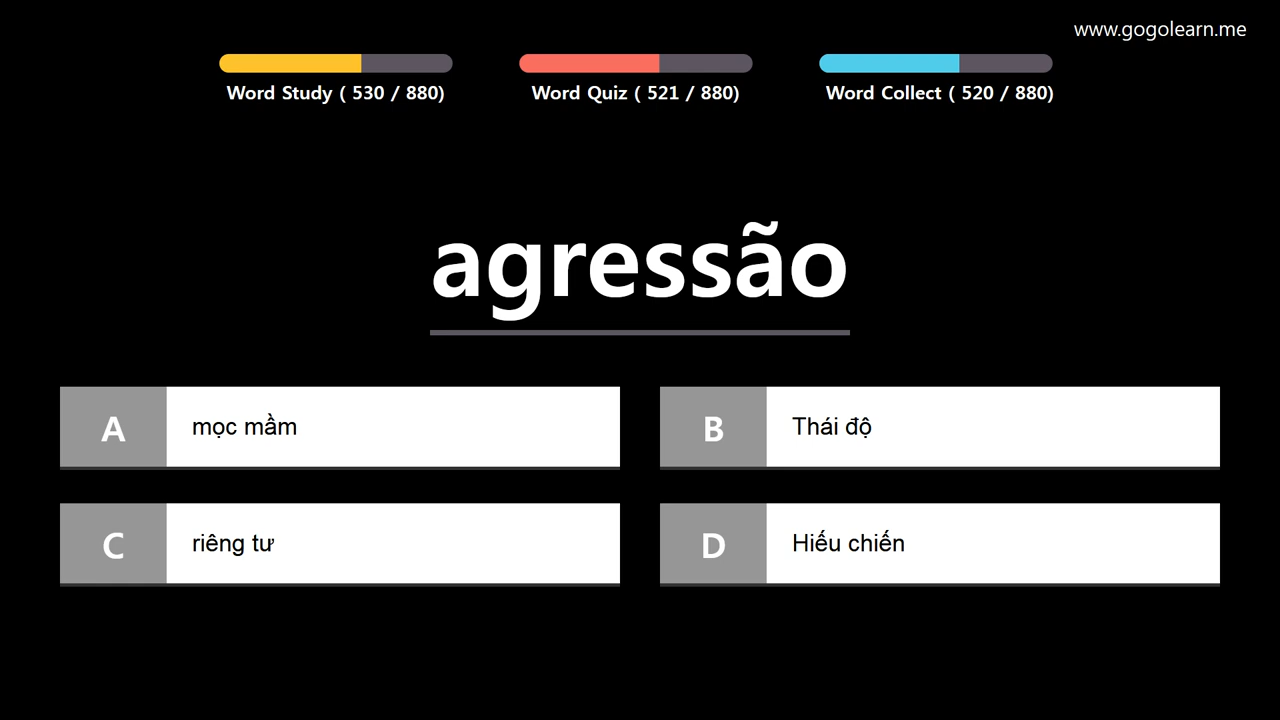 www.gogolearn.me
Word Study ( 530 / 880)
Word Quiz ( 521 / 880)
Word Collect ( 520 / 880)
agressão
A mọc mầm
B Thái độ
C riêng tư
D Hiếu chiến